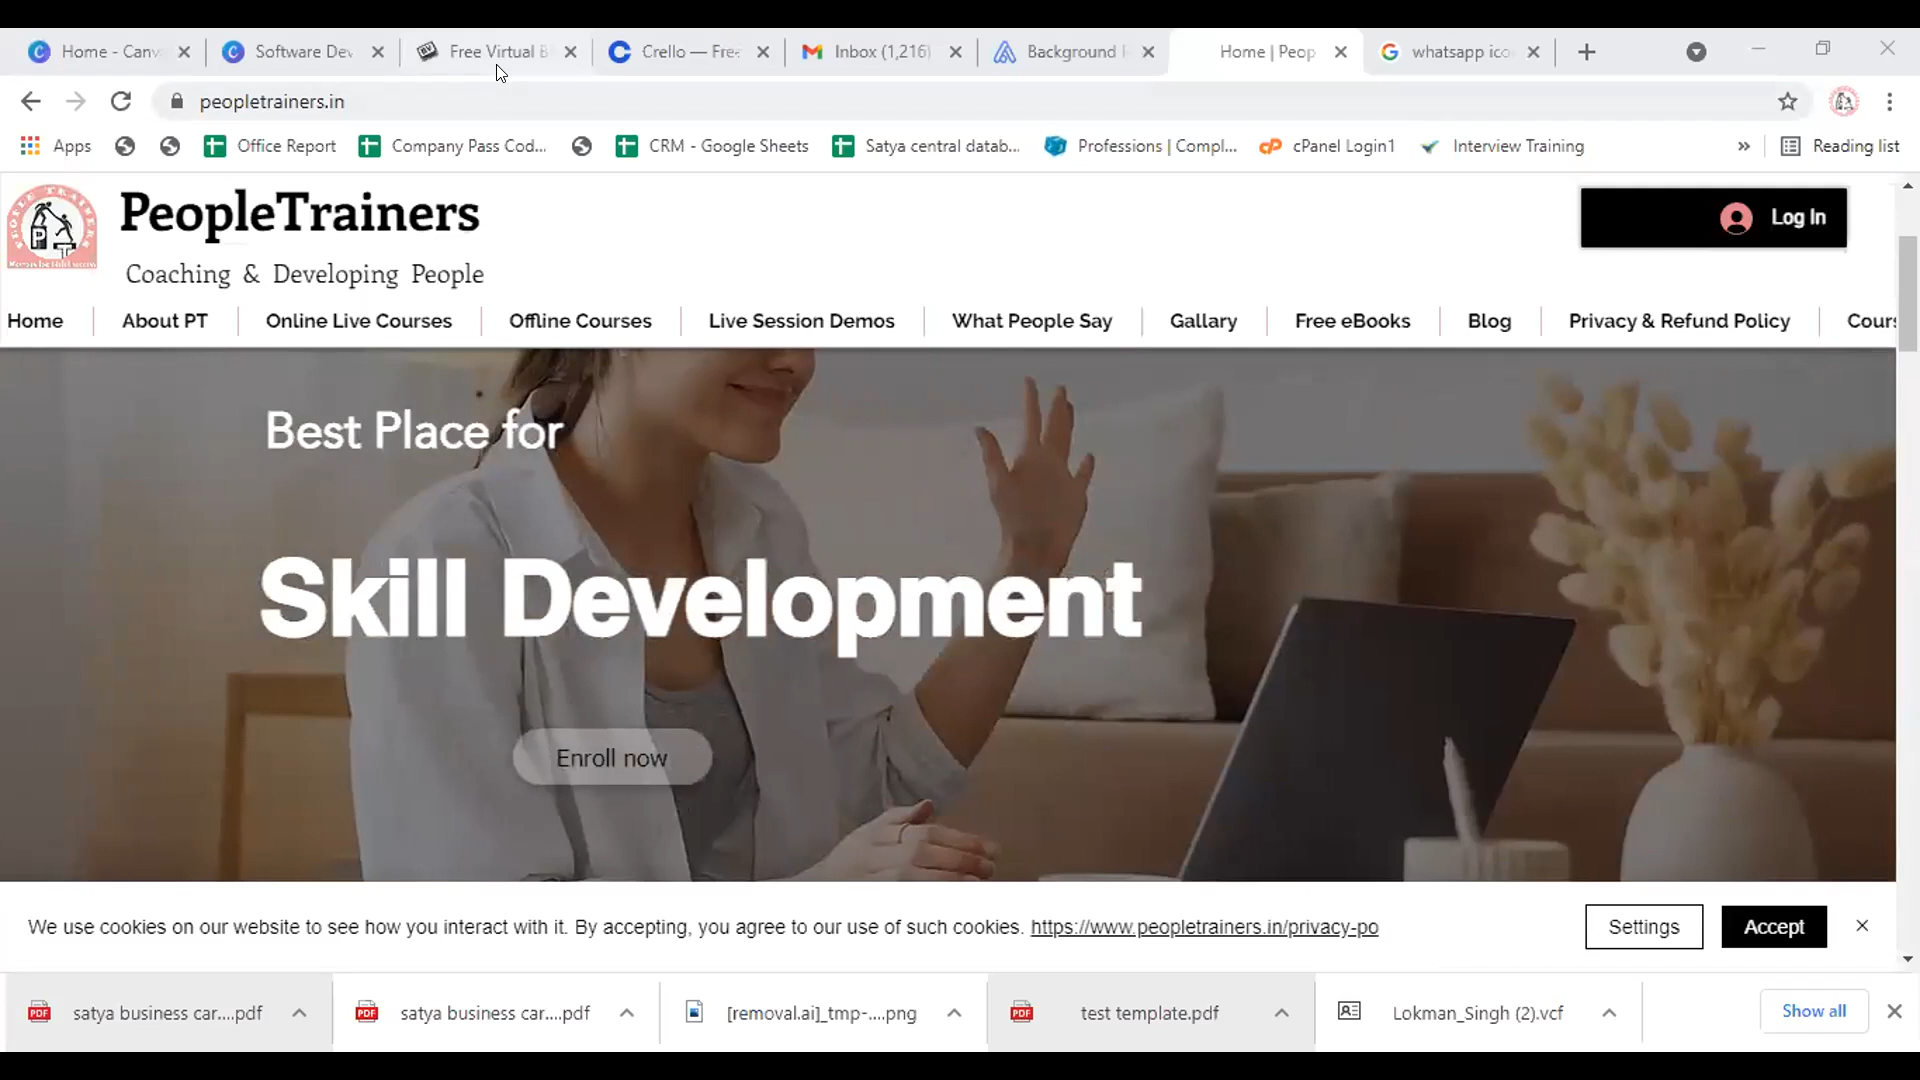 Home - Canv
Software Dev
Free Virtual B
Crello — Free
Inbox (1,216)
Background R
Home | Peop
whatsapp ico
peopletrainers.in
Apps
Office Report
Company Pass Cod...
CRM - Google Sheets
Satya central datab...
Professions | Compl...
cPanel Login1
Interview Training
»
Reading list
PeopleTrainers
Log In
Coaching & Developing People
Home
About PT
Online Live Courses
Offline Courses
Live Session Demos
What People Say
Gallary
Free eBooks
Blog
Privacy & Refund Policy
Cours
Best Place for
Skill Development
Enroll now
We use cookies on our website to see how you interact with it. By accepting, you agree to our use of such cookies. https://www.peopletrainers.in/privacy-po
Settings
Accept
satya business car....pdf
satya business car....pdf
[removal.ai]_tmp-....png
test template.pdf
Lokman_Singh (2).vcf
Show all